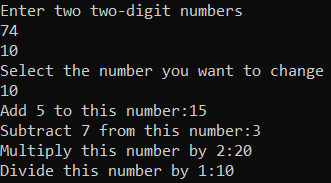 Enter two two-digit numbers
74
10
Select the number you want to change
10
Add 5 to this number:15
Subtract 7 from this number:3
Multiply this number by 2:20
Divide this number by 1:10